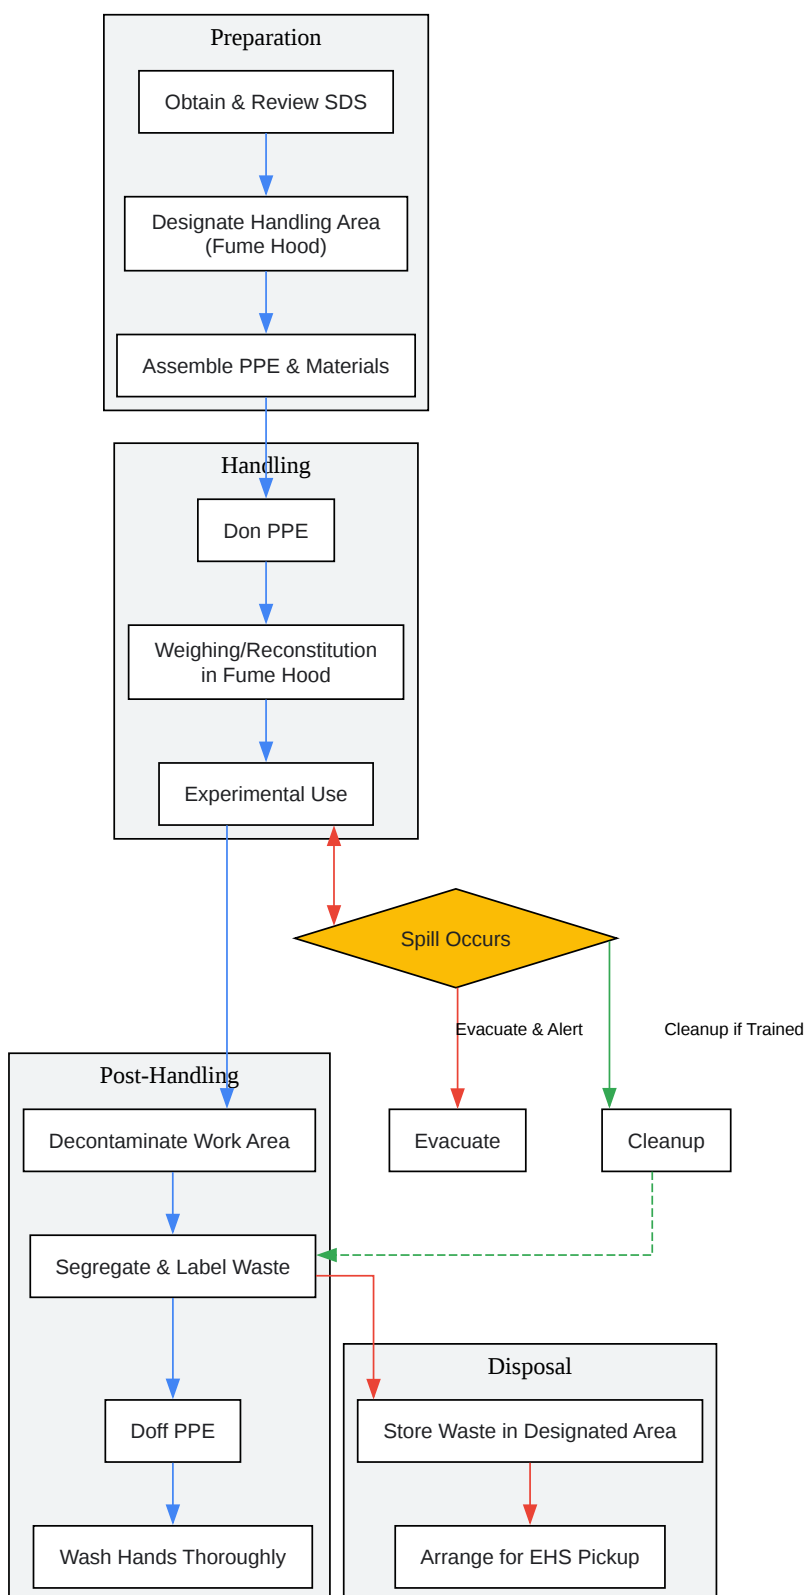 Preparation
Obtain & Review SDS
Designate Handling Area
(Fume Hood)
Assemble PPE & Materials
Handling
Don PPE
Weighing/Reconstitution
in Fume Hood
Experimental Use
Spill Occurs
Evacuate & Alert
Cleanup if Trained
Post-Handling
Decontaminate Work Area
Evacuate
Cleanup
Segregate & Label Waste
Disposal
Doff PPE
Store Waste in Designated Area
Wash Hands Thoroughly
Arrange for EHS Pickup